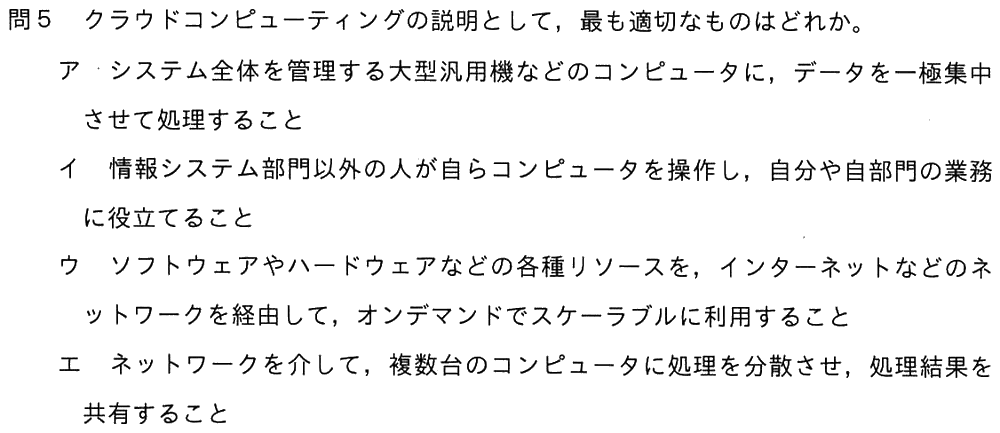 問5　クラウドコンピューティングの説明として，最も適切なものはどれか。
ア　システム全体を管理する大型汎用機などのコンピュータに，データを一極集中
させて処理すること
イ　情報システム部門以外の人が自らコンピュータを操作し，自分や自部門の業務
に役立てること
ウ　ソフトウェアやハードウェアなどの各種リソースを，インターネットなどのネ
ットワークを経由して，オンデマンドでスケーラブルに利用すること
エ　ネットワークを介して，複数台のコンピュータに処理を分散させ，処理結果を
共有すること